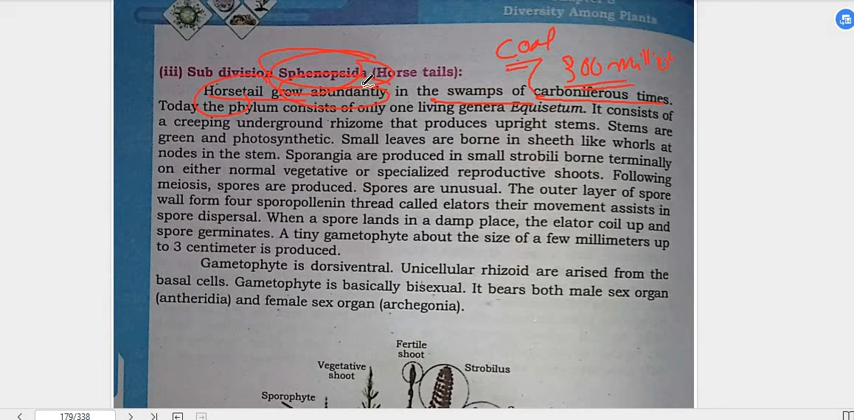 Diversity Among Plants
coal
300 million
(iii) Sub division Sphenopsida (Horse tails):
Horsetail grow abundantly in the swamps of carboniferous times.
Today the phylum consists of only one living genera Equisetum. It consists of
a creeping underground rhizome that produces upright stems. Stems are
green and photosynthetic. Small leaves are borne in sheeth like whorls at
nodes in the stem. Sporangia are produced in small strobili borne terminally
on either normal vegetative or specialized reproductive shoots. Following
meiosis, spores are produced. Spores are unusual. The outer layer of spore
wall form four sporopollenin thread called elators their movement assists in
spore dispersal. When a spore lands in a damp place, the elator coil up and
spore germinates. A tiny gametophyte about the size of a few millimeters up
to 3 centimeter is produced.
Gametophyte is dorsiventral. Unicellular rhizoid are arised from the
basal cells. Gametophyte is basically bisexual. It bears both male sex organ
(antheridia) and female sex organ (archegonia).
Fertile
shoot
Vegetative
shoot
Strobilus
Sporophyte
179/338